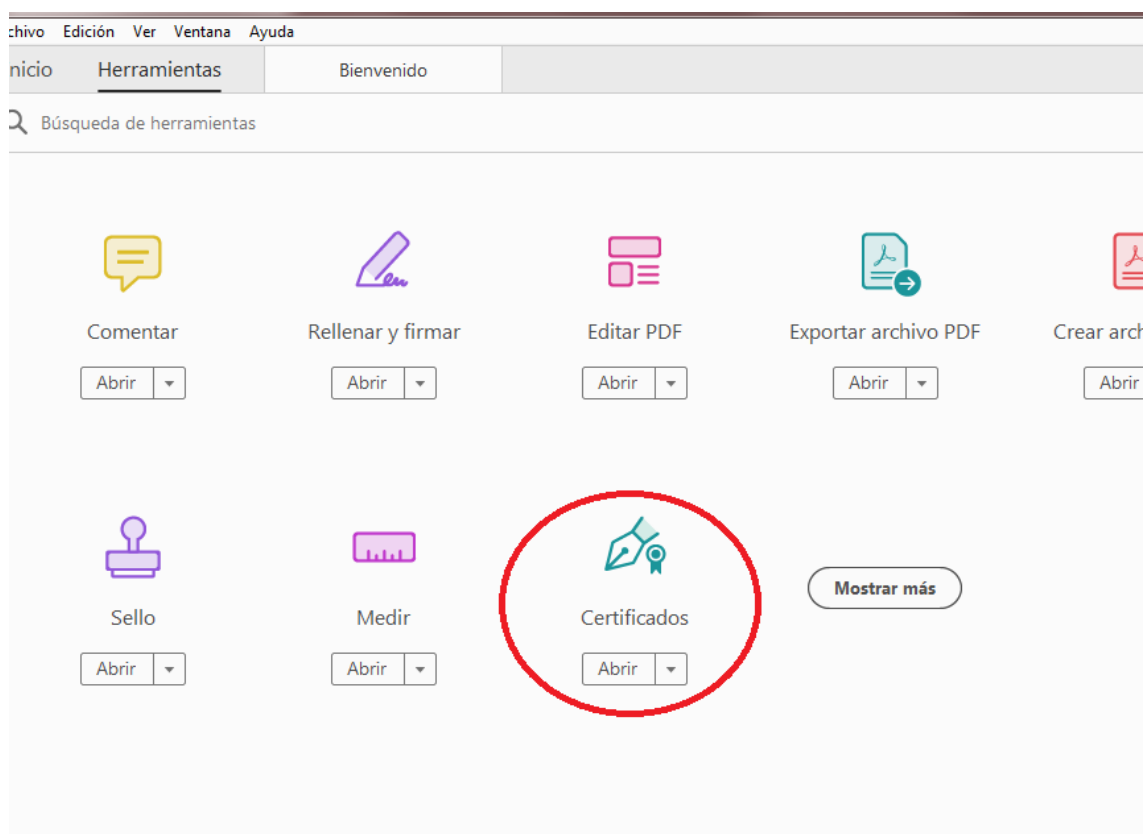 chivo Edición Ver Ventana Ayuda
nicio Herramientas Bienvenido
Búsqueda de herramientas
Comentar Rellenar y firmar Editar PDF Exportar archivo PDF Crear arch
Abrir Abrir Abrir Abrir Abrir
Sello Medir Certificados Mostrar más
Abrir Abrir Abrir